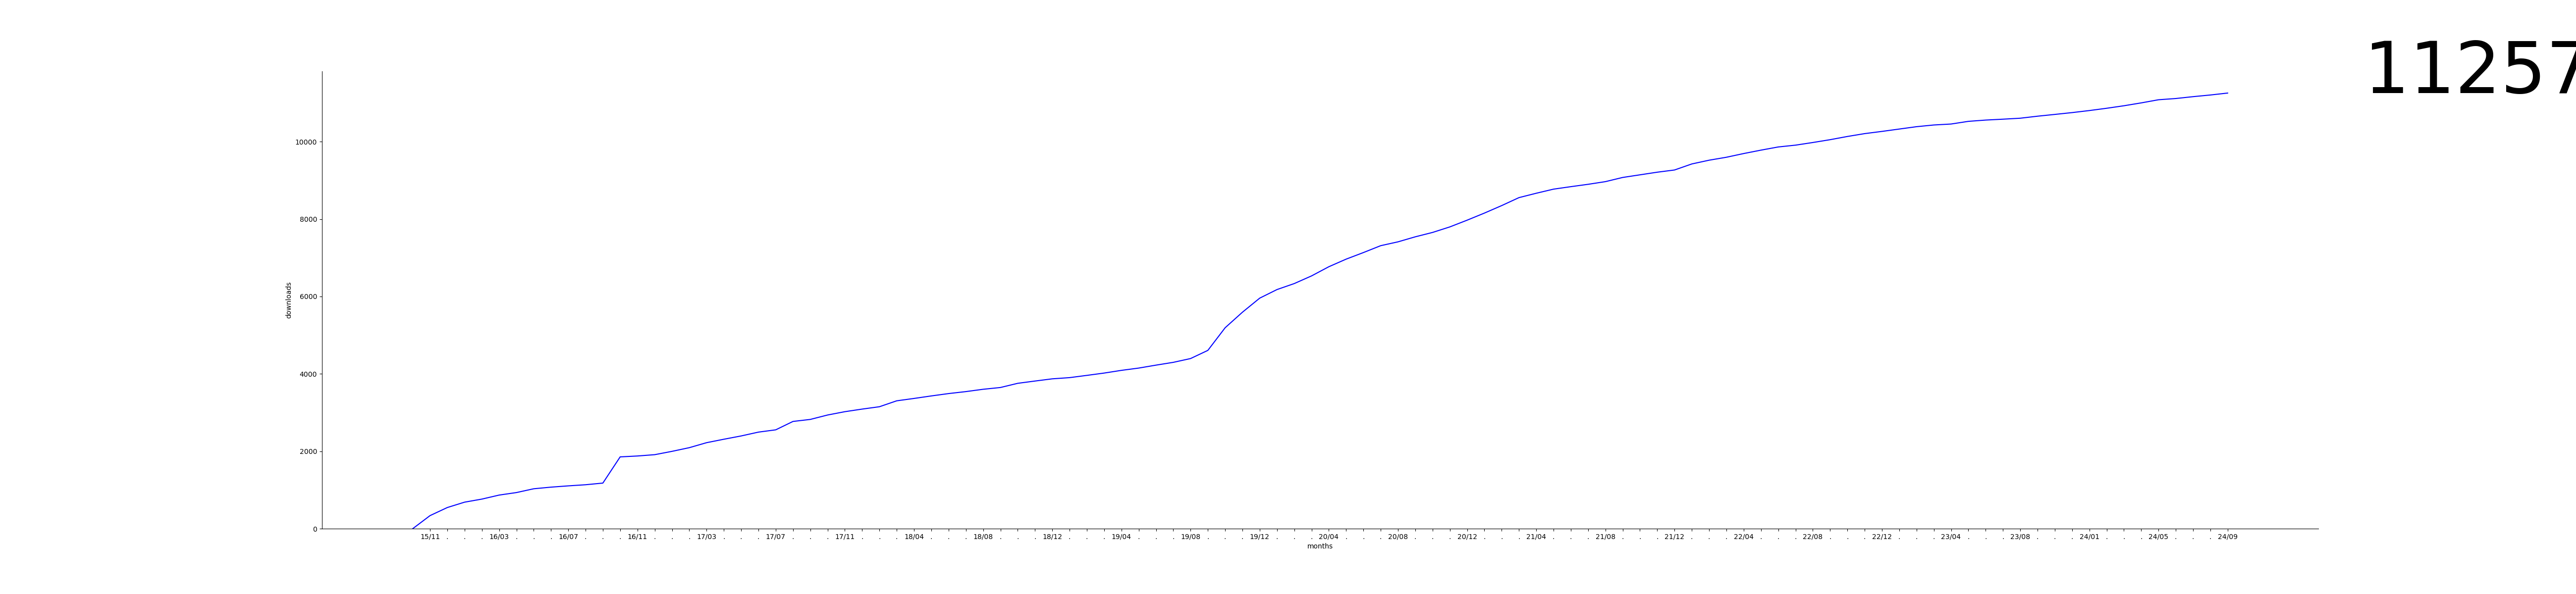 11257
10000
8000
6000
4000
2000
0
downloads
15/11 . . . 16/03 . . . 16/07 . . . 16/11 . . . 17/03 . . . 17/07 . . . 17/11 . . . 18/04 . . . 18/08 . . . 18/12 . . . 19/04 . . . 19/08 . . . 19/12 . . . 20/04 . . . 20/08 . . . 20/12 . . . 21/04 . . . 21/08 . . . 21/12 . . . 22/04 . . . 22/08 . . . 22/12 . . . 23/04 . . . 23/08 . . . 24/01 . . . 24/05 . . . 24/09
months